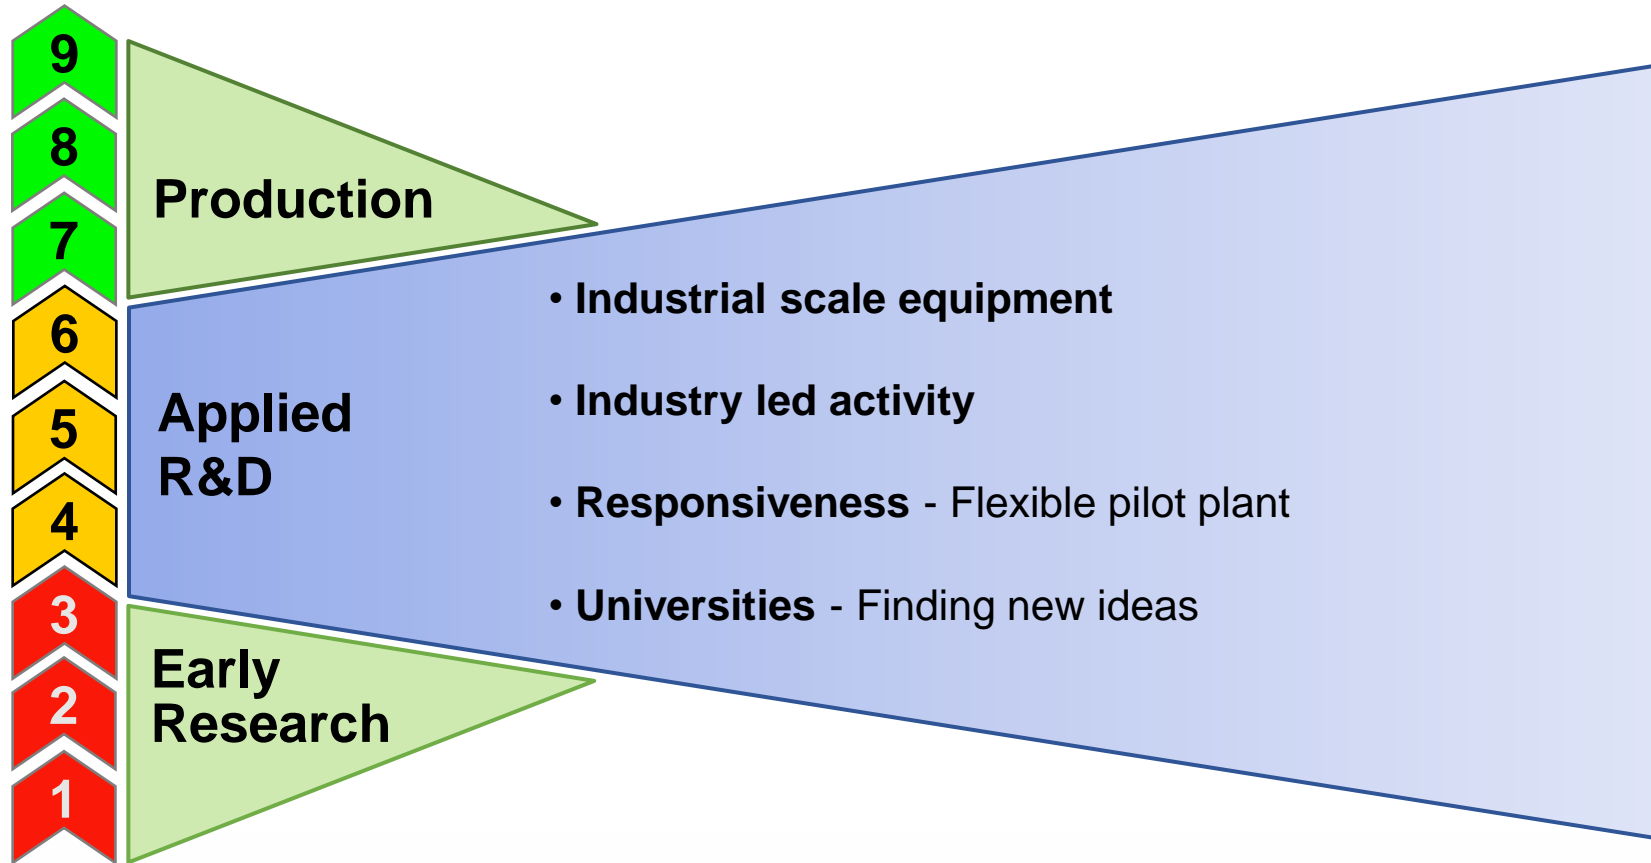 9
8
7
6
5
4
3
2
1
Production
Applied
R&D
Early
Research
• Industrial scale equipment
• Industry led activity
• Responsiveness - Flexible pilot plant
• Universities - Finding new ideas